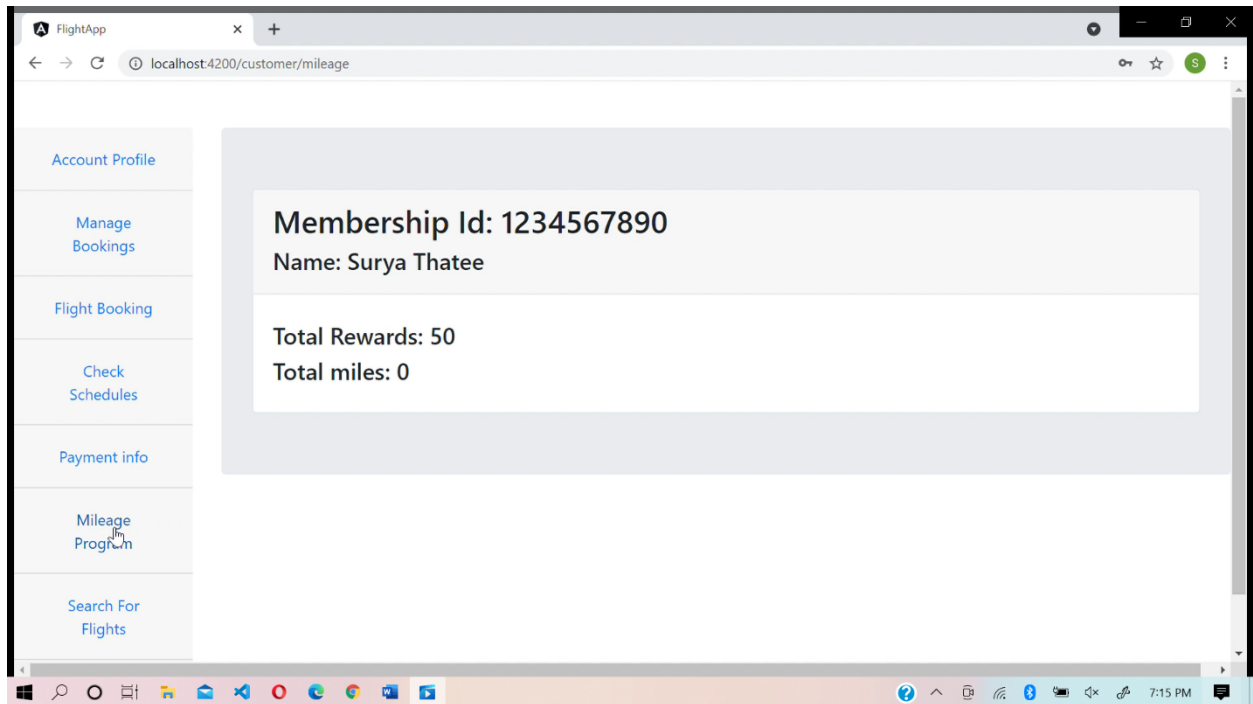 FlightApp
localhost:4200/customer/mileage
S
Account Profile
Manage
Bookings
Flight Booking
Check
Schedules
Payment info
Mileage
Program
Search For
Flights
Membership Id: 1234567890
Name: Surya Thatee
Total Rewards: 50
Total miles: 0
7:15 PM